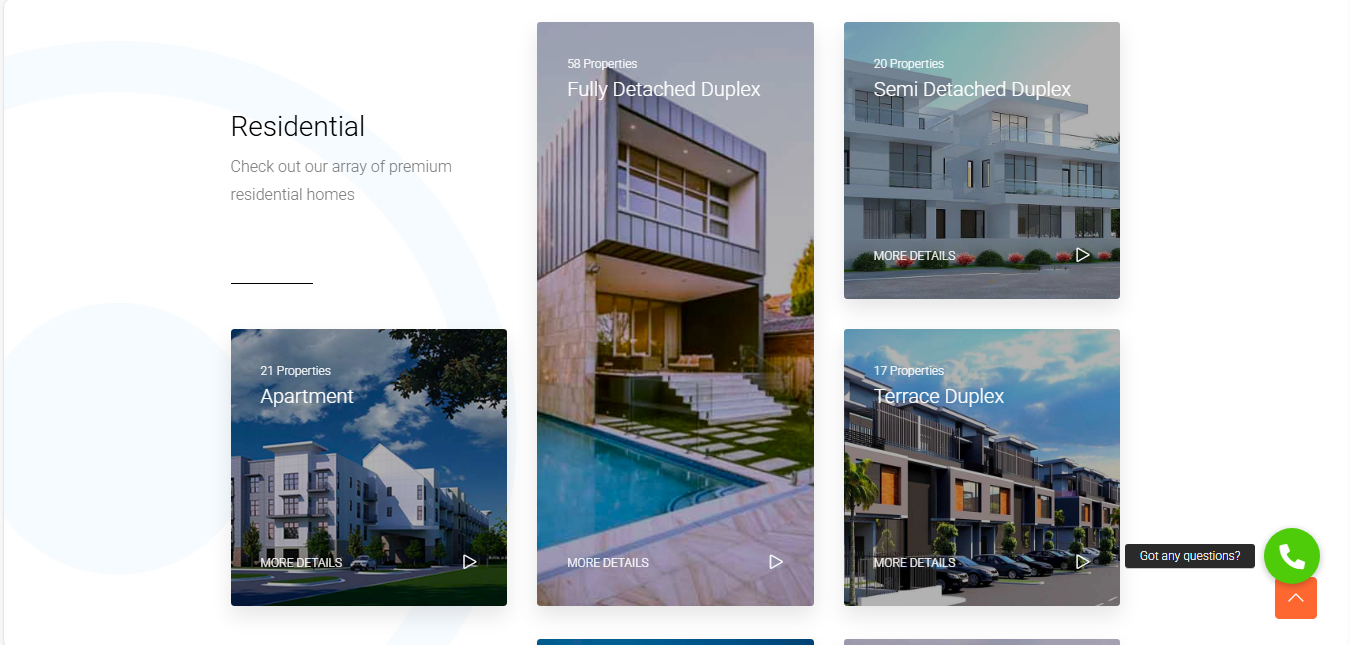 Residential
Check out our array of premium
residential homes
58 Properties
Fully Detached Duplex
MORE DETAILS
20 Properties
Semi Detached Duplex
MORE DETAILS
21 Properties
Apartment
MORE DETAILS
17 Properties
Terrace Duplex
MORE DETAILS
Got any questions?